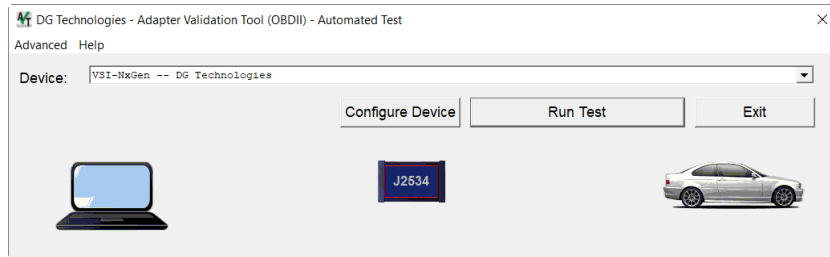 DG Technologies - Adapter Validation Tool (OBDII) - Automated Test
Advanced Help
Device: VSI-NxGen -- DG Technologies
Configure Device Run Test Exit
J2534